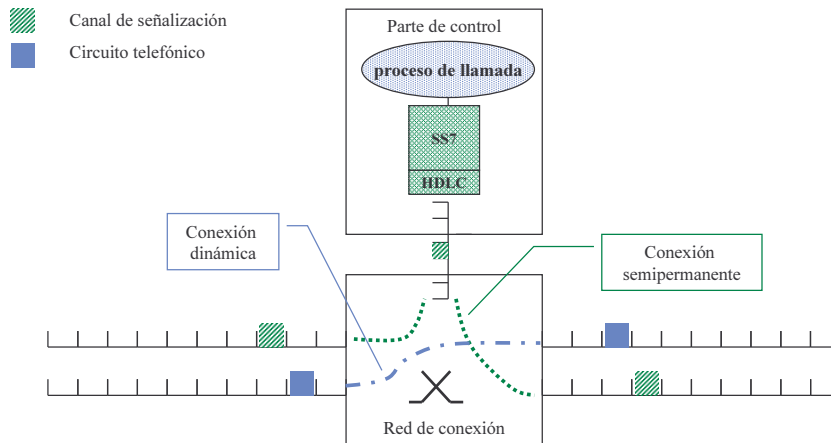 Canal de señalización
Circuito telefónico
Parte de control
proceso de llamada
SS7
HDLC
Conexión
dinámica
Conexión
semipermanente
Red de conexión